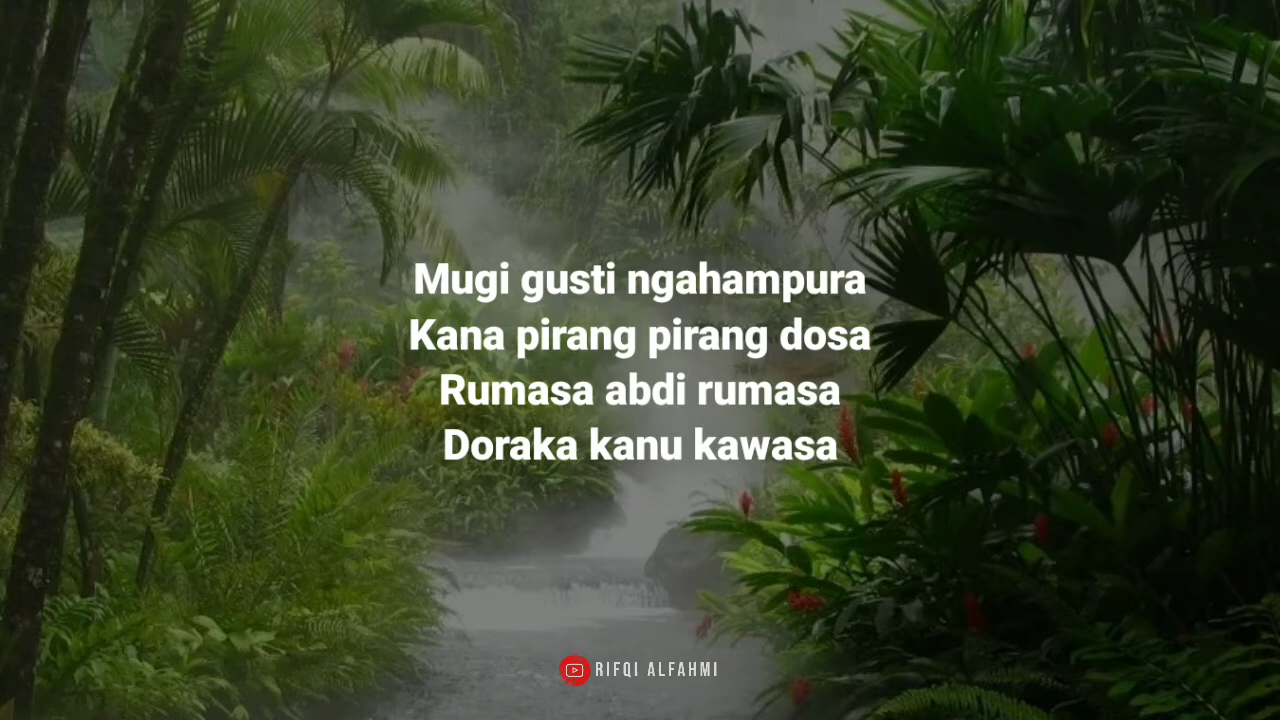 Mugi gusti ngahampura
Kana pirang pirang dosa
Rumasa abdi rumasa
Doraka kanu kawasa
RIFQI ALFAHMI